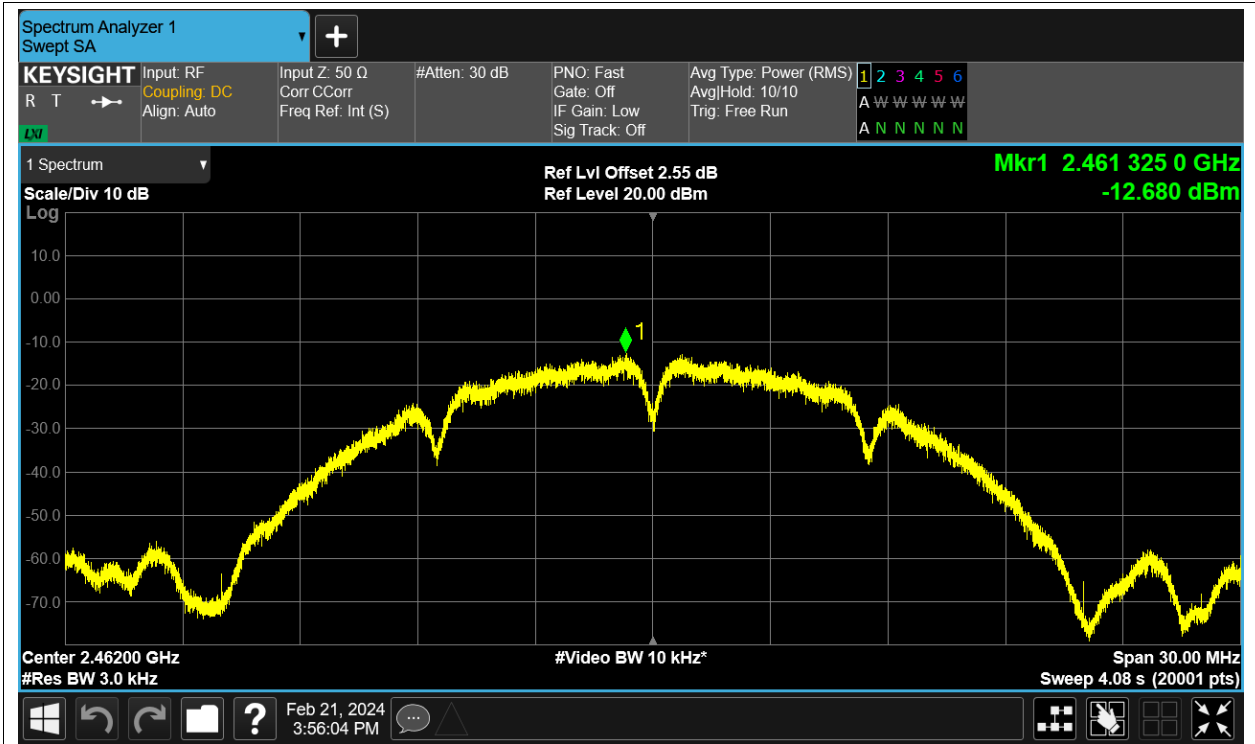 Spectrum Analyzer 1
Swept SA
KEYSIGHT
R T
LXI
Input: RF
Coupling: DC
Align: Auto
Input Z: 50 Ω
Corr CCorr
Freq Ref: Int (S)
#Atten: 30 dB
PNO: Fast
Gate: Off
IF Gain: Low
Sig Track: Off
Avg Type: Power (RMS)
Avg|Hold: 10/10
Trig: Free Run
1 2 3 4 5 6
A W W W W W
A N N N N N
1 Spectrum
Scale/Div 10 dB
Ref Lvl Offset 2.55 dB
Ref Level 20.00 dBm
Mkr1 2.461 325 0 GHz
-12.680 dBm
Log
10.0
0.00
-10.0
-20.0
-30.0
-40.0
-50.0
-60.0
-70.0
1
Center 2.46200 GHz
#Res BW 3.0 kHz
#Video BW 10 kHz*
Span 30.00 MHz
Sweep 4.08 s (20001 pts)
?
Feb 21, 2024
3:56:04 PM